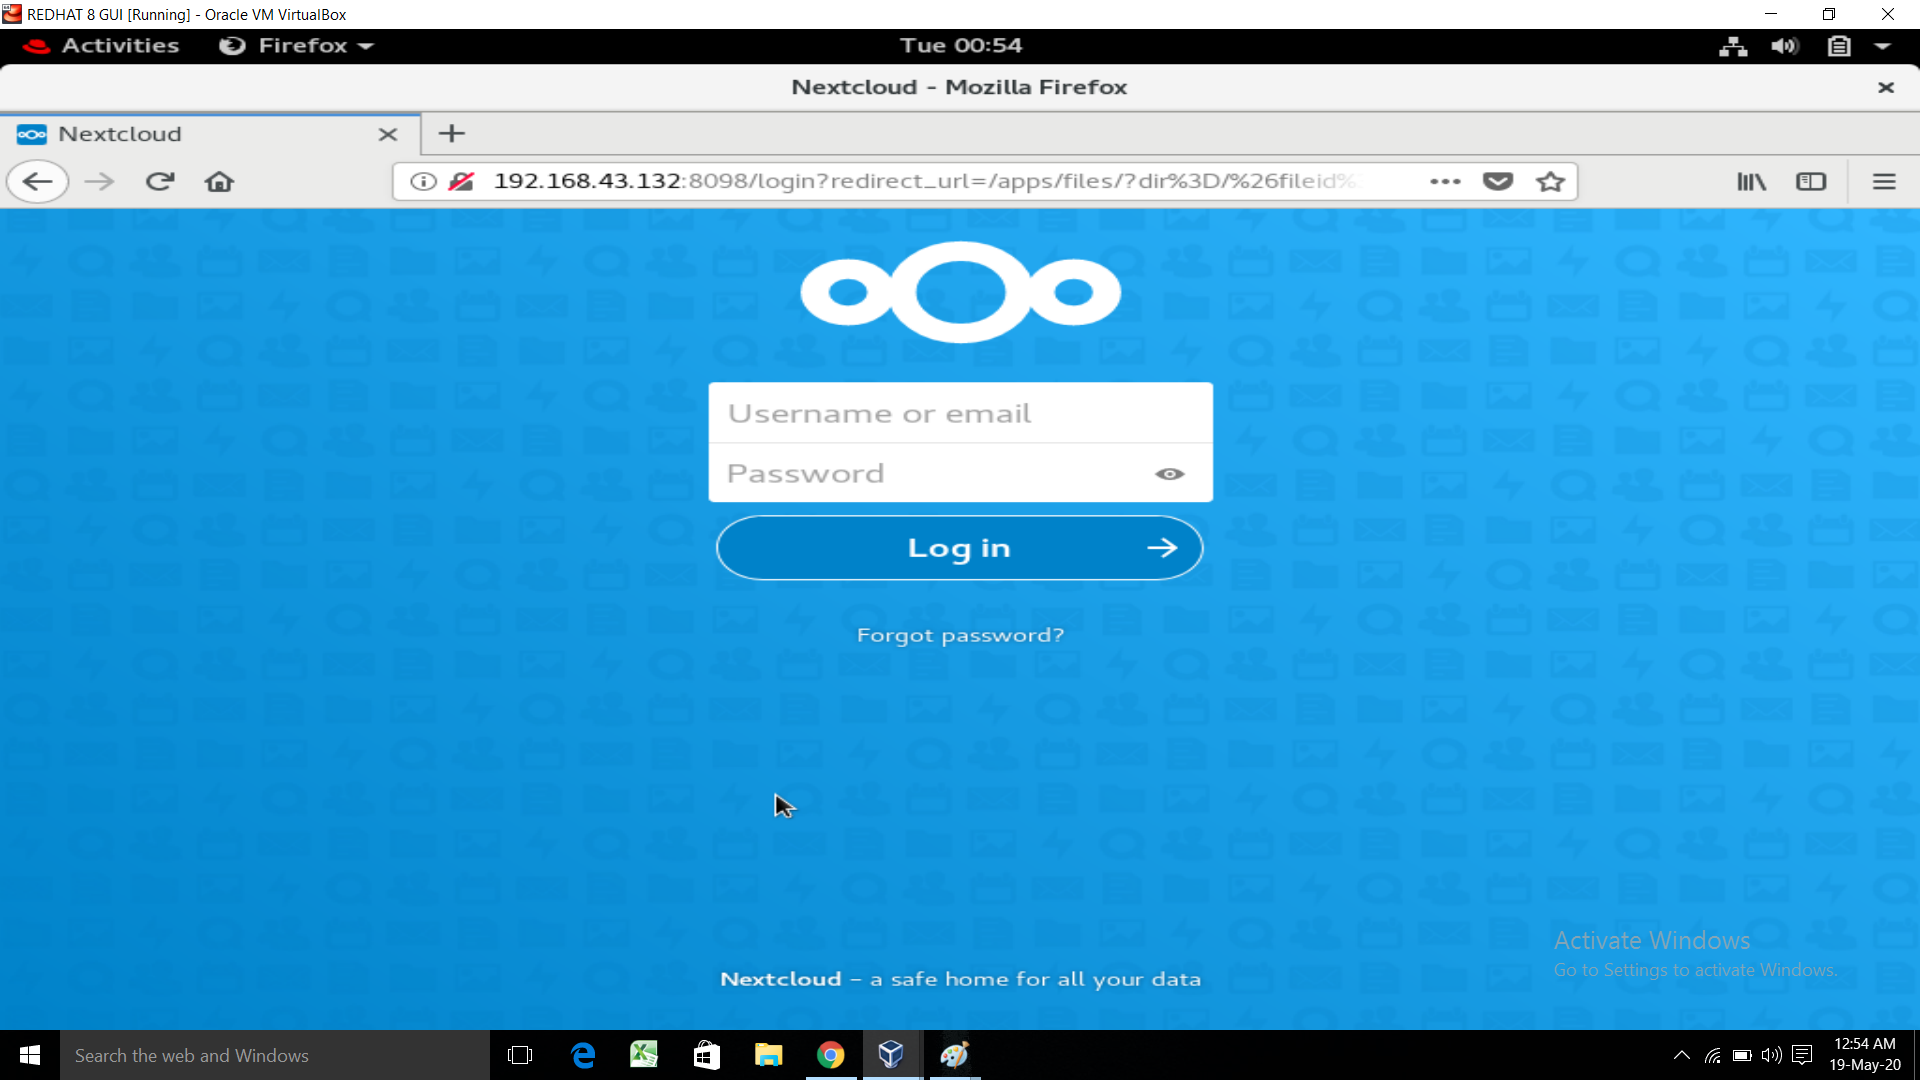 REDHAT 8 GUI [Running] - Oracle VM VirtualBox
Activities Firefox Tue 00:54
Nextcloud - Mozilla Firefox
Nextcloud
192.168.43.132:8098/login?redirect_url=/apps/files/?dir%3D/%26fileid%
Username or email
Password
Log in
Forgot password?
Activate Windows
Go to Settings to activate Windows.
Nextcloud – a safe home for all your data
Search the web and Windows
12:54 AM
19-May-20